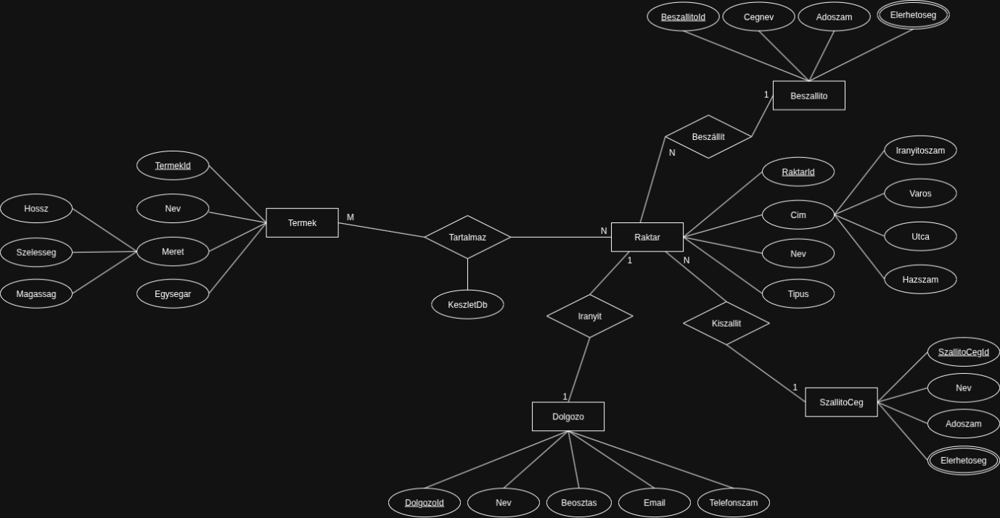 BeszallitoId
Cegnev
Adoszam
Elerhetoseg
Beszallito
1
Beszállít
N
Iranyitoszam
TermekId
RaktarId
Varos
Hossz
Nev
Cim
Termek
M
Tartalmaz
N
Raktar
Utca
Szelesseg
Meret
Nev
1
N
Hazszam
Magassag
Egysegar
Tipus
KeszletDb
Iranyit
Kiszallit
SzallitoCegId
1
Nev
1
SzallitoCeg
Dolgozo
Adoszam
Elerhetoseg
DolgozoId
Nev
Beosztas
Email
Telefonszam